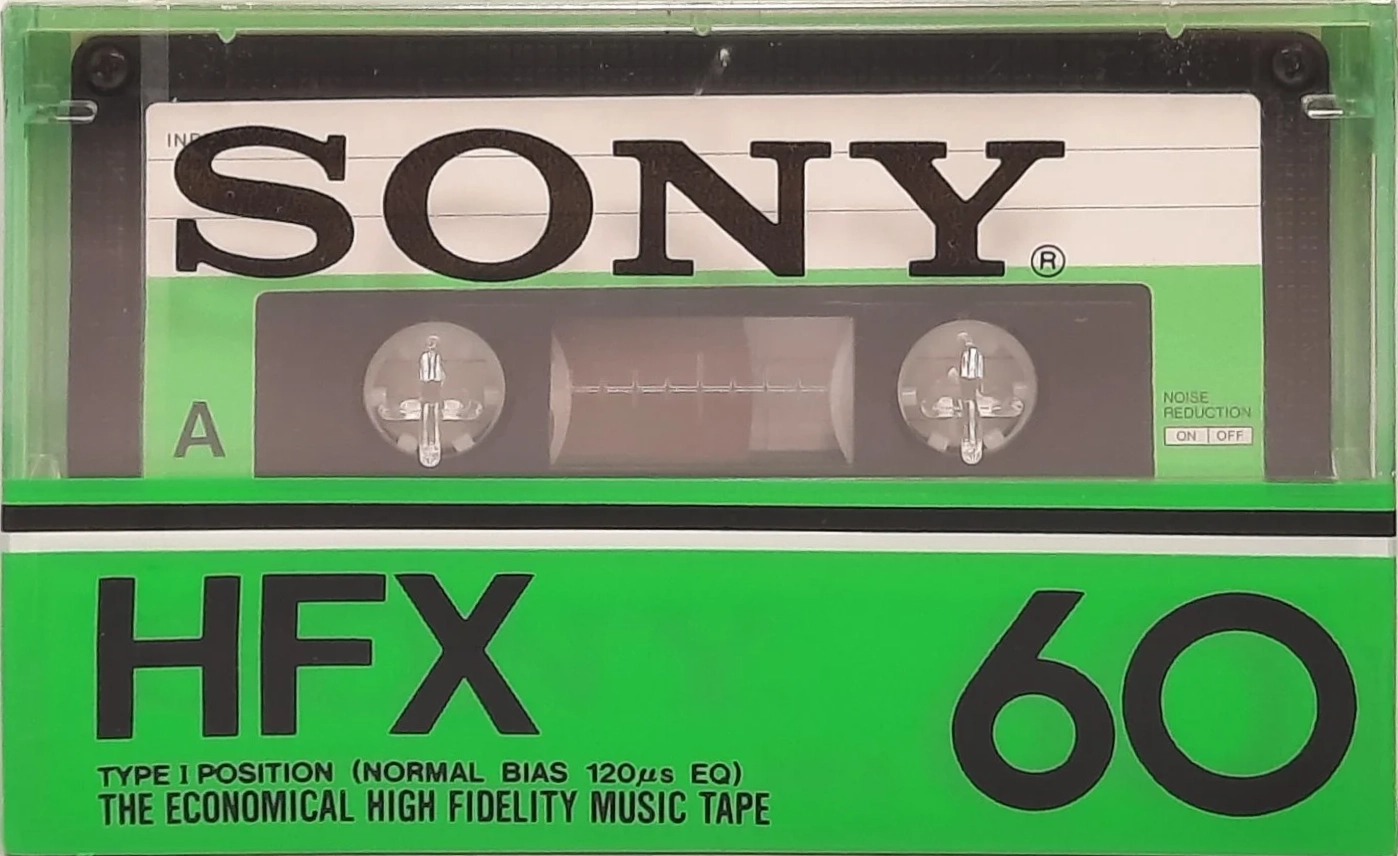 SONY®
A
NOISE
REDUCTION
ON OFF
HFX 60
TYPE I POSITION (NORMAL BIAS 120μs EQ)
THE ECONOMICAL HIGH FIDELITY MUSIC TAPE